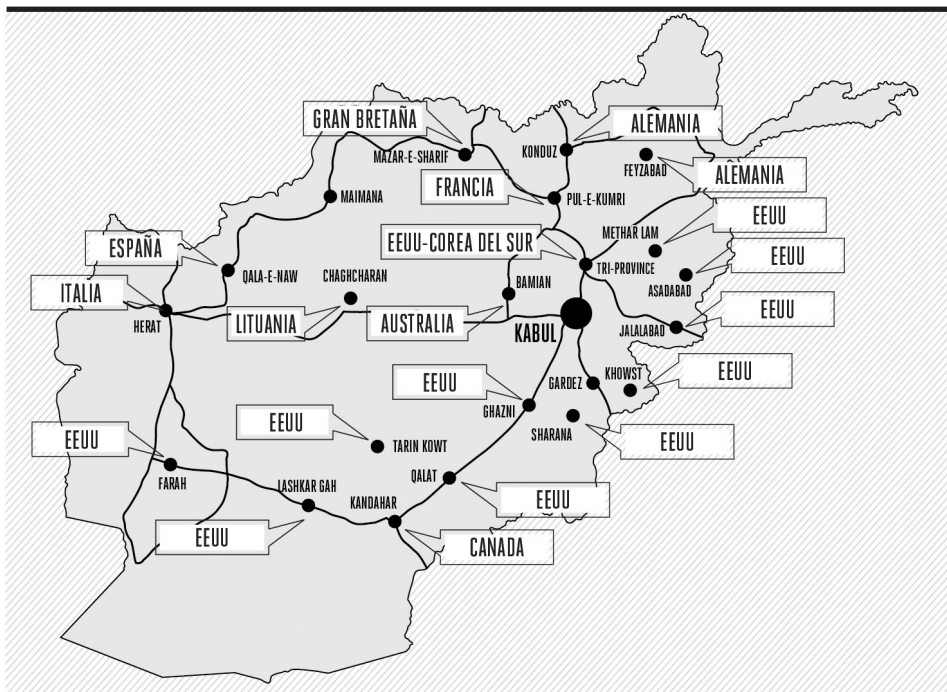 GRAN BRETAÑA
ALEMANIA
MAZAR-E-SHARIF
KONDUZ
FEYZABAD
ALEMANIA
FRANCIA
MAIMANA
PUL-E-KUMRI
EEUU
METHAR LAM
EEUU-COREA DEL SUR
ESPAÑA
EEUU
TRI-PROVINCE
QALA-E-NAW
CHAGHCHARAN
BAMIAN
ASADABAD
ITALIA
EEUU
HERAT
LITUANIA
AUSTRALIA
KABUL
JALALABAD
EEUU
KHOWST
EEUU
GARDEZ
GHAZNI
EEUU
SHARANA
EEUU
EEUU
TARIN KOWT
FARAH
QALAT
LASHKAR GAH
EEUU
KANDAHAR
EEUU
CANADA